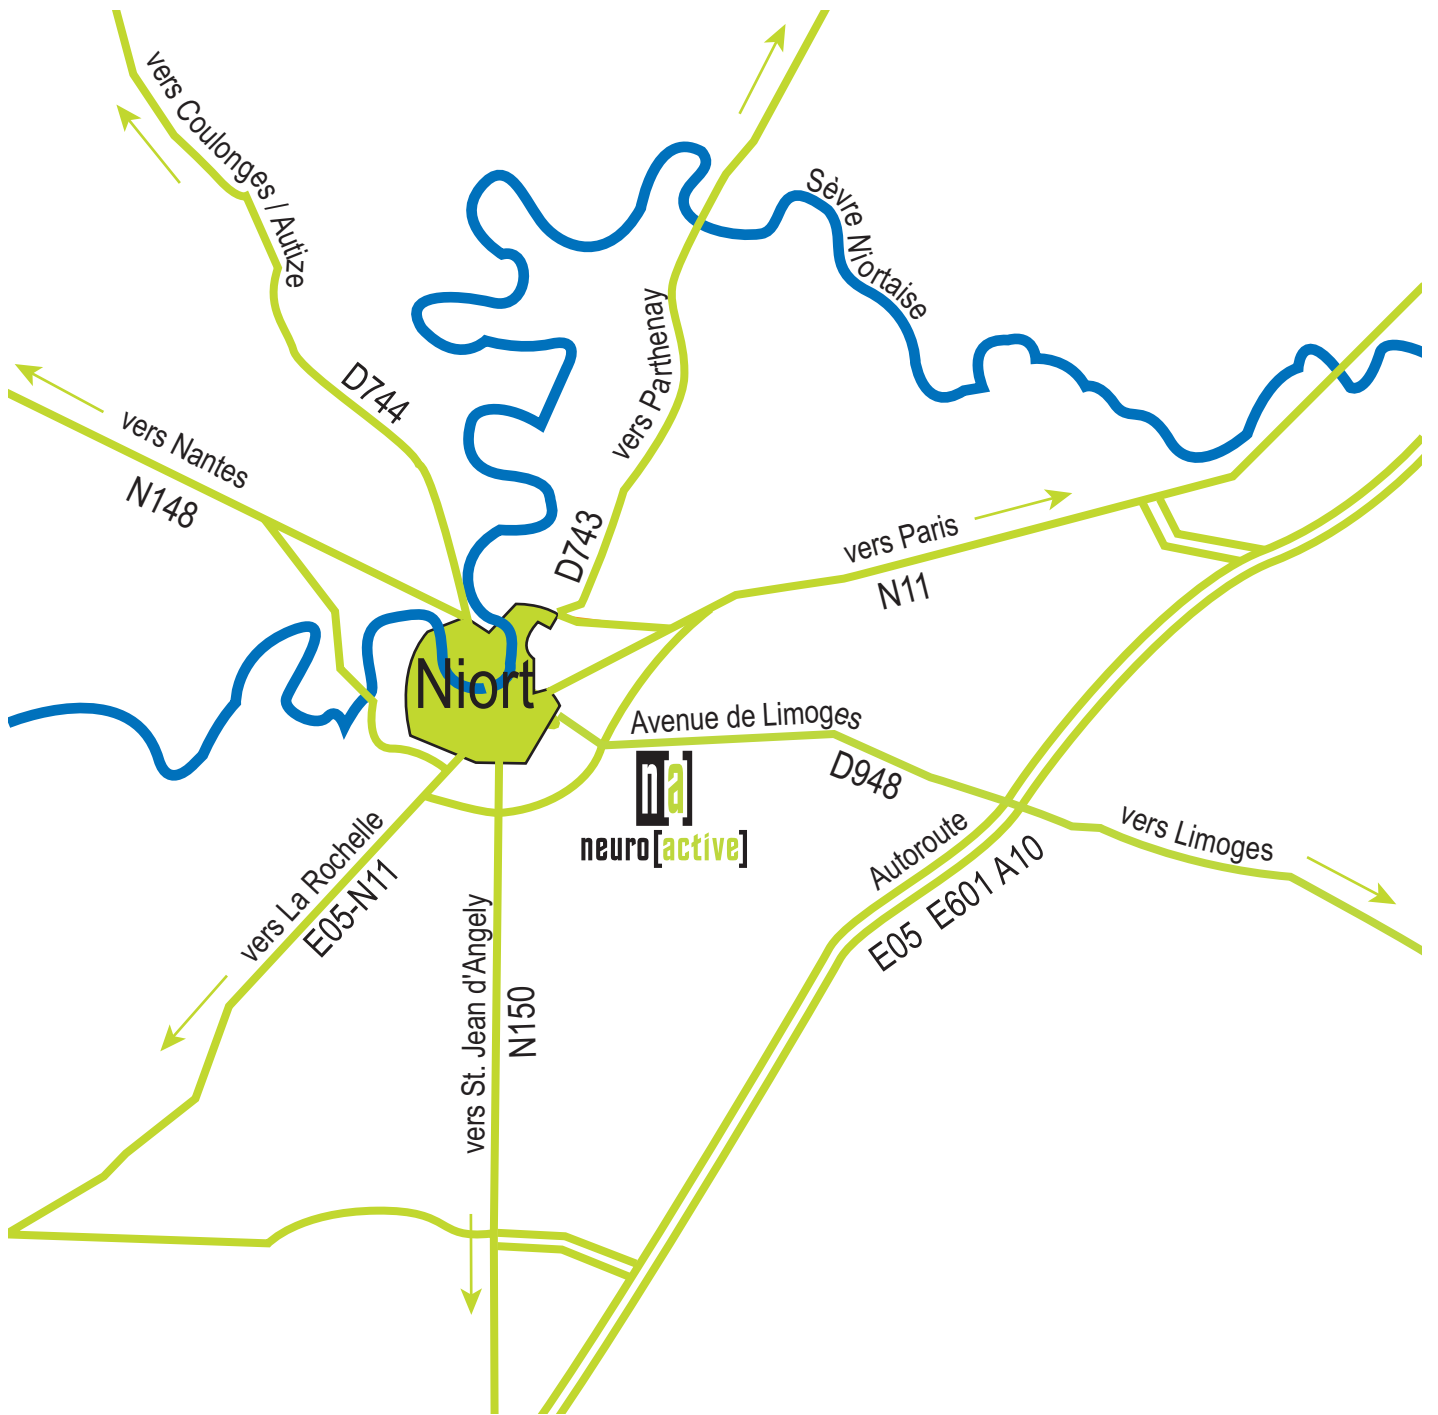 vers Coulonges / Autize
Sèvre Niortaise
vers Parthenay
D744
vers Nantes
N148
D743
vers Paris
N11
Niort
Avenue de Limoges
D948
n[a]
neuro[active]
vers Limoges
Autoroute
E05 E601 A10
vers La Rochelle
E05-N11
vers St. Jean d'Angely
N150